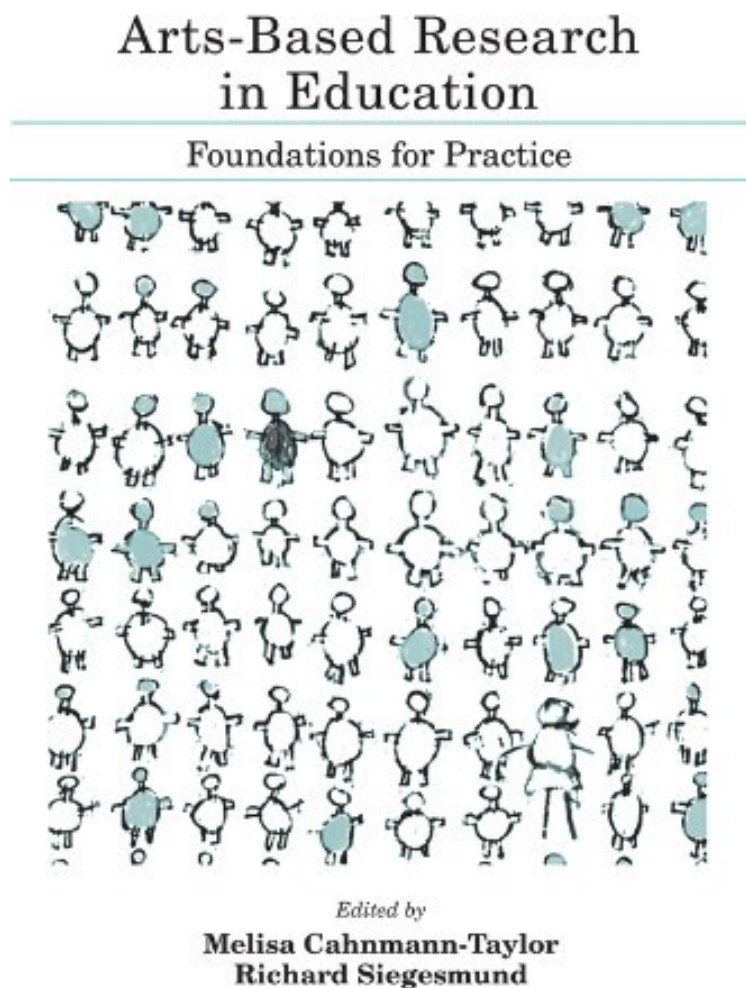 Arts-Based Research
in Education
Foundations for Practice
Edited by
Melisa Cahnmann-Taylor
Richard Siegesmund